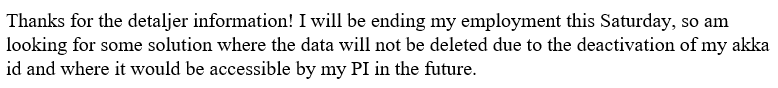 Thanks for the detaljer information! I will be ending my employment this Saturday, so am
looking for some solution where the data will not be deleted due to the deactivation of my akka
id and where it would be accessible by my PI in the future.